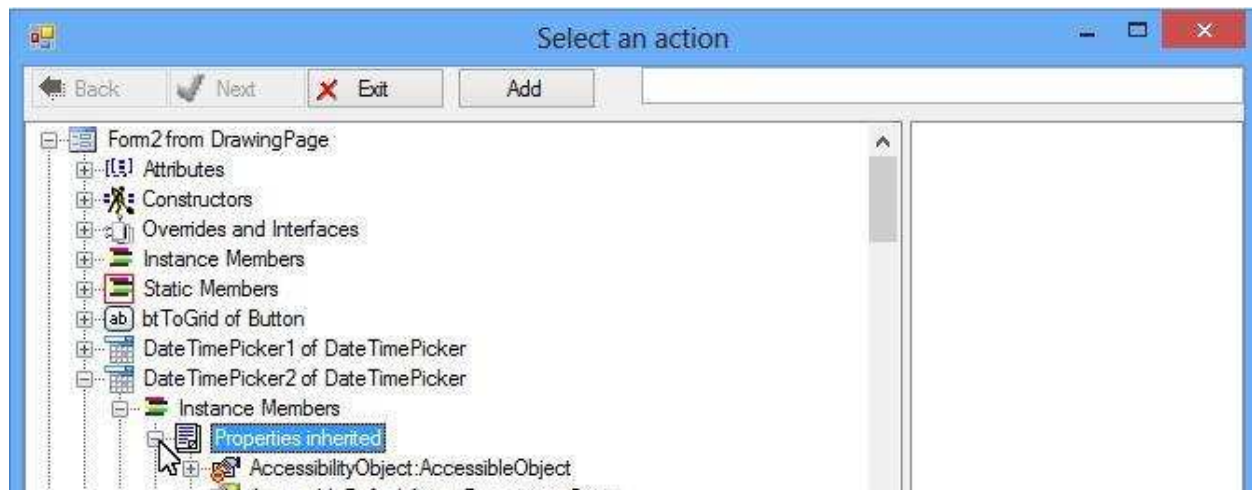 Select an action
Back Next Exit Add
Form2 from DrawingPage
Attributes
Constructors
Overrides and Interfaces
Instance Members
Static Members
ab btToGrid of Button
DateTimePicker1 of DateTimePicker
DateTimePicker2 of DateTimePicker
Instance Members
Properties inherited
AccessibilityObject:AccessibleObject